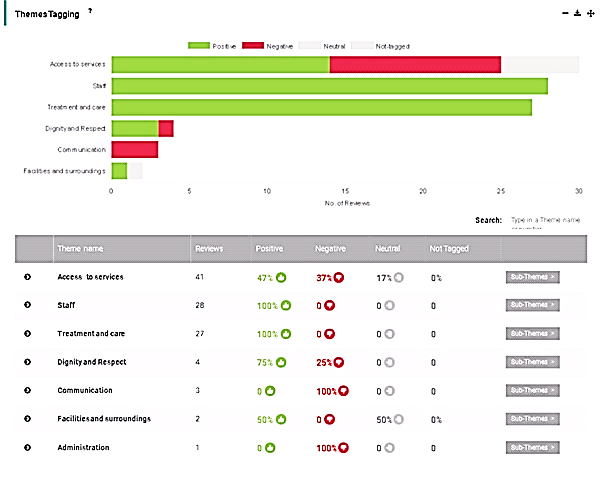 Themes Tagging ?
Positive Negative Neutral Not-tagged
Access to services
Staff
Treatment and care
Dignity and Respect
Communication
Facilities and surroundings
0 5 10 15 20 25 30
No. of Reviews
Search: Type in a Theme name
Theme name Reviews Positive Negative Neutral Not Tagged
Access to services 41 47% 37% 17% 0% Sub-Themes >
Staff 28 100% 0 0 0 Sub-Themes >
Treatment and care 27 100% 0 0 0 Sub-Themes >
Dignity and Respect 4 75% 25% 0 0 Sub-Themes >
Communication 3 0 100% 0 0 Sub-Themes >
Facilities and surroundings 2 50% 0 50% 0% Sub-Themes >
Administration 1 0 100% 0 0 Sub-Themes >